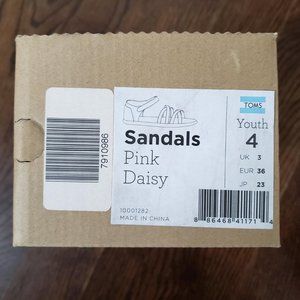 7910986
Sandals
Pink
Daisy
10001282
MADE IN CHINA
TOMS
Youth
4
UK 3
EUR 36
JP 23
8 86468 41171 4